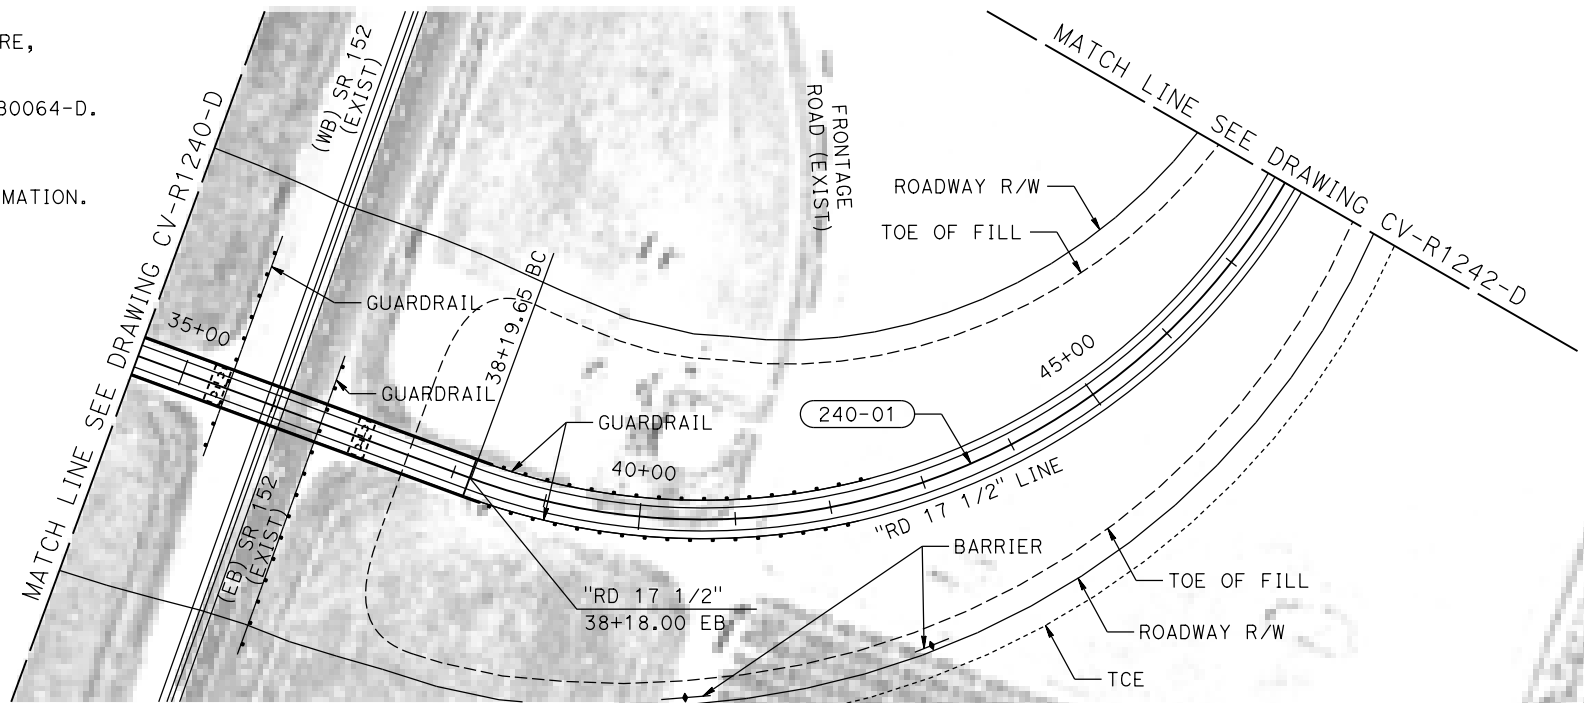 RE,
B0064-D.
MATION.
MATCH LINE SEE DRAWING CV-R1240-D
(WB) SR 152
(EXIST)
FRONTAGE
ROAD (EXIST)
MATCH LINE SEE DRAWING CV-R1242-D
ROADWAY R/W
TOE OF FILL
GUARDRAIL
35+00
38+19.65 BC
GUARDRAIL
GUARDRAIL
40+00
240-01
45+00
"RD 17 1/2" LINE
(EB) SR 152
(EXIST)
"RD 17 1/2"
38+18.00 EB
BARRIER
TOE OF FILL
ROADWAY R/W
TCE